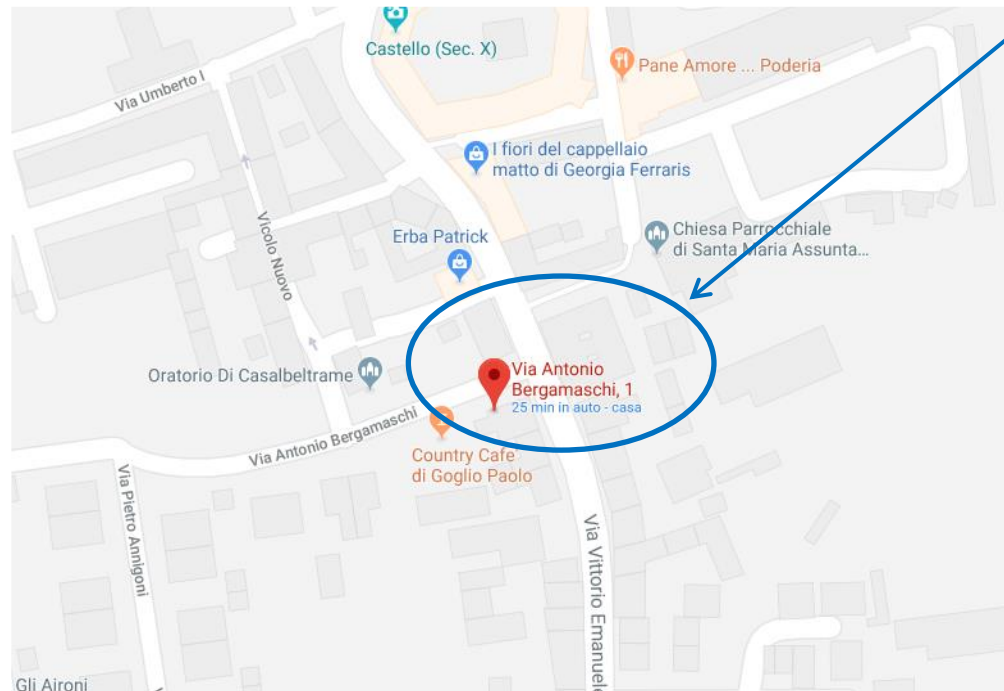 Castello (Sec. X)
Pane Amore ... Poderia
Via Umberto I
I fiori del cappellaio
matto di Georgia Ferraris
Chiesa Parrocchiale
di Santa Maria Assunta...
Erba Patrick
Vicolo Nuovo
Oratorio Di Casalbeltrame
Via Antonio
Bergamaschi, 1
25 min in auto - casa
Via Antonio Bergamaschi
Country Cafe
di Goglio Paolo
Via Pietro Annigoni
Via Vittorio Emanuele
Gli Aironi